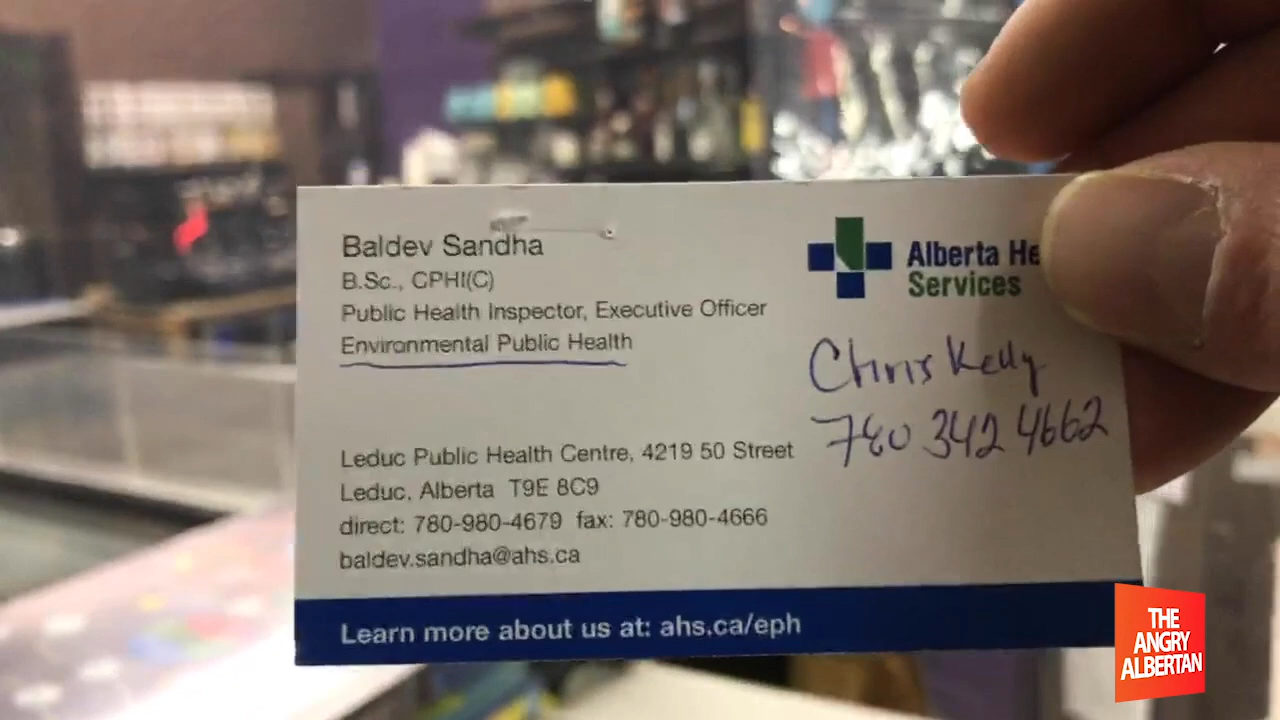 Baldev Sandha
B.Sc., CPHI(C)
Public Health Inspector, Executive Officer
Environmental Public Health
Leduc Public Health Centre, 4219 50 Street
Leduc, Alberta T9E 8C9
direct: 780-980-4679 fax: 780-980-4666
baldev.sandha@ahs.ca
Alberta He
Services
Chris Kelly
780 342 4662
Learn more about us at: ahs.ca/eph
THE
ANGRY
ALBERTAN